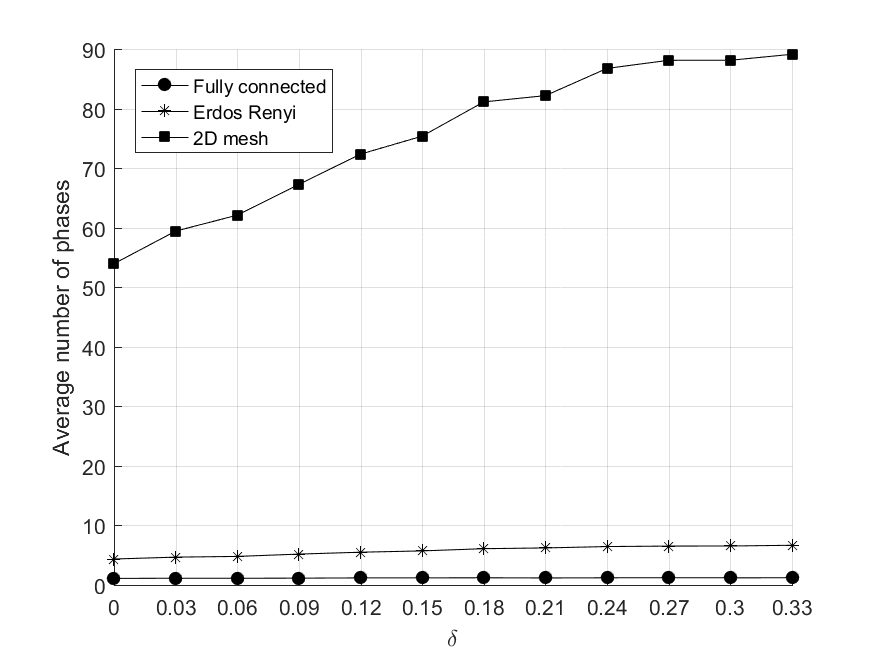 Average number of phases
90
80
70
60
50
40
30
20
10
0
Fully connected
Erdos Renyi
2D mesh
0 0.03 0.06 0.09 0.12 0.15 0.18 0.21 0.24 0.27 0.3 0.33
δ